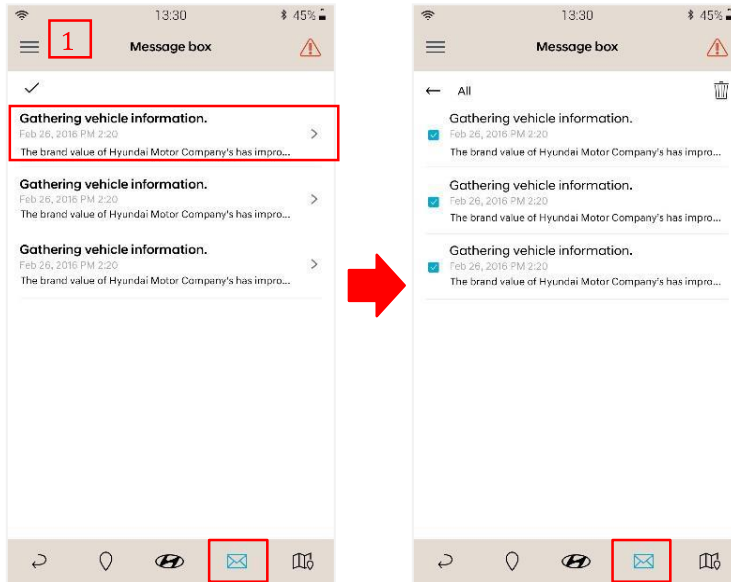 13:30
45%
1
Message box
Gathering vehicle information.
Feb 26, 2016 PM 2:20
The brand value of Hyundai Motor Company's has impro...
Gathering vehicle information.
Feb 26, 2016 PM 2:20
The brand value of Hyundai Motor Company's has impro...
Gathering vehicle information.
Feb 26, 2016 PM 2:20
The brand value of Hyundai Motor Company's has impro...
13:30
45%
Message box
All
Gathering vehicle information.
Feb 26, 2016 PM 2:20
The brand value of Hyundai Motor Company's has impro...
Gathering vehicle information.
Feb 26, 2016 PM 2:20
The brand value of Hyundai Motor Company's has impro...
Gathering vehicle information.
Feb 26, 2016 PM 2:20
The brand value of Hyundai Motor Company's has impro...